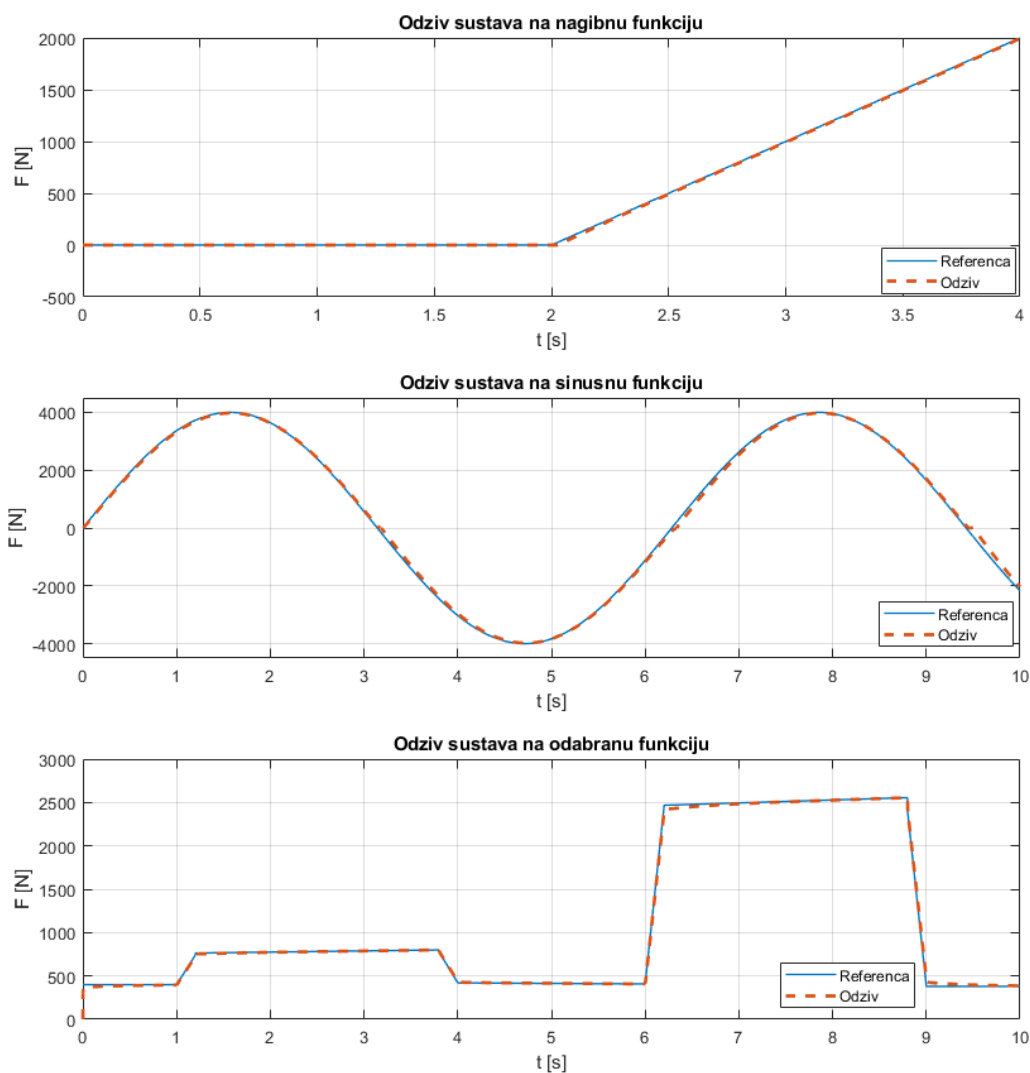 Odziv sustava na nagibnu funkciju
2000
1500
1000
500
0
-500
F [N]
Referenca
Odziv
0 0.5 1 1.5 2 2.5 3 3.5 4
t [s]
Odziv sustava na sinusnu funkciju
4000
2000
0
-2000
-4000
F [N]
Referenca
Odziv
0 1 2 3 4 5 6 7 8 9 10
t [s]
Odziv sustava na odabranu funkciju
3000
2500
2000
1500
1000
500
0
F [N]
Referenca
Odziv
0 1 2 3 4 5 6 7 8 9 10
t [s]